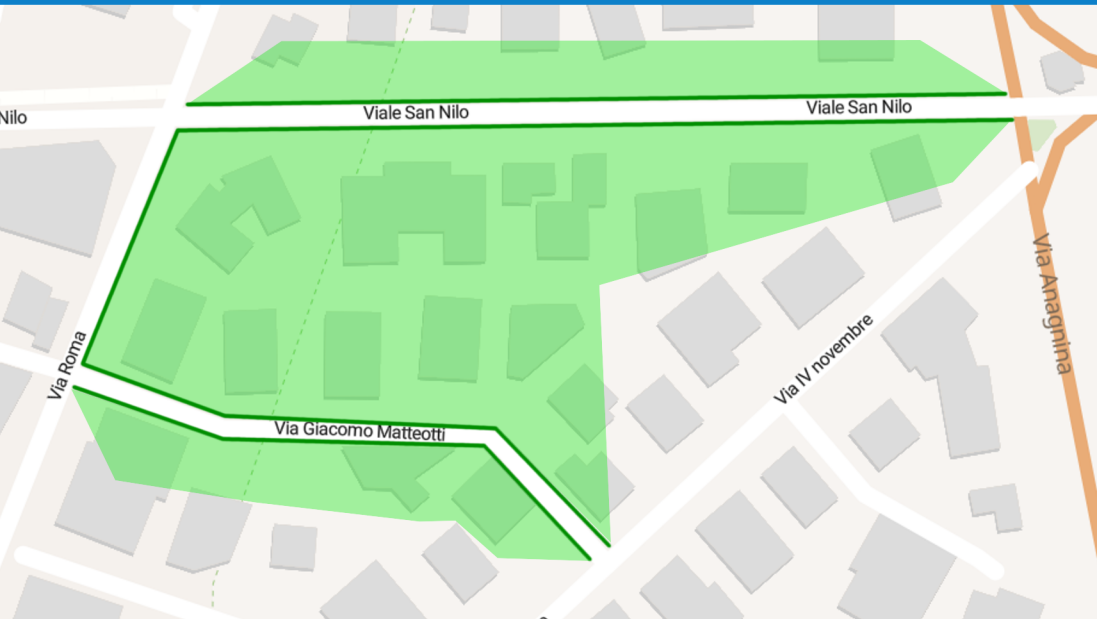 Viale San Nilo
Viale San Nilo
Nilo
Via Roma
Via Anagnina
Via IV novembre
Via Giacomo Matteotti